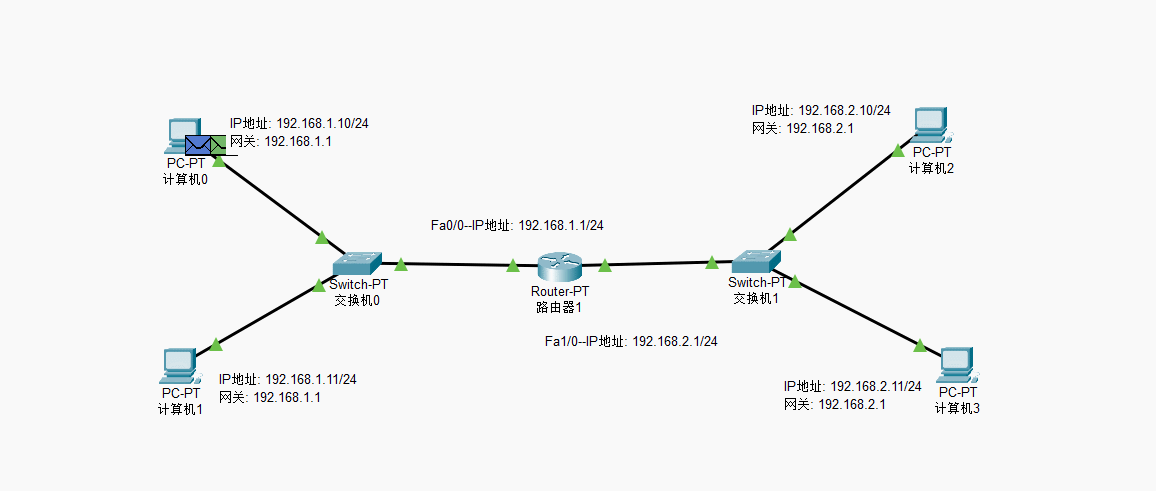 IP地址: 192.168.1.10/24
网关: 192.168.1.1
PC-PT
计算机0
IP地址: 192.168.2.10/24
网关: 192.168.2.1
PC-PT
计算机2
Fa0/0--IP地址: 192.168.1.1/24
Switch-PT
交换机0
Router-PT
路由器1
Switch-PT
交换机1
Fa1/0--IP地址: 192.168.2.1/24
PC-PT
计算机1
IP地址: 192.168.1.11/24
网关: 192.168.1.1
IP地址: 192.168.2.11/24
网关: 192.168.2.1
PC-PT
计算机3